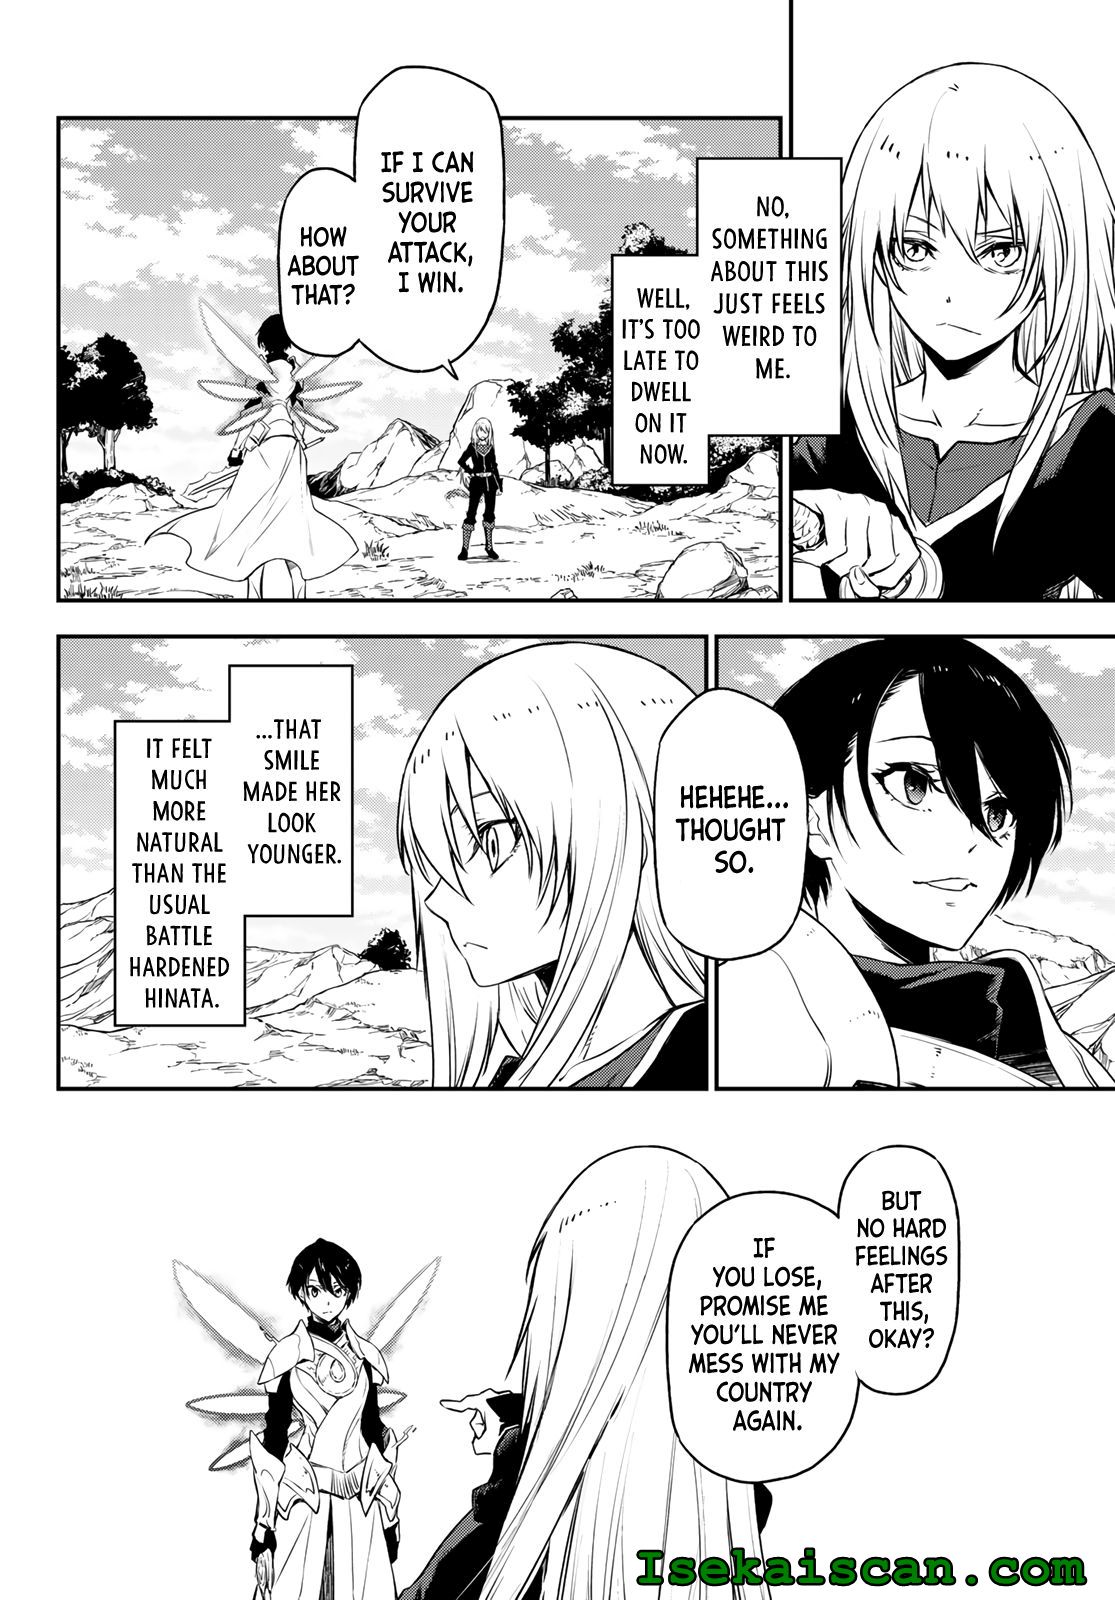 NO,
SOMETHING
ABOUT THIS
JUST FEELS
WEIRD TO
ME.
WELL,
IT'S TOO
LATE TO
DWELL
ON IT
NOW.
IF I CAN
SURVIVE
YOUR
ATTACK,
I WIN.
HOW
ABOUT
THAT?
HEHEHE...
THOUGHT
SO.
...THAT
SMILE
MADE HER
LOOK
YOUNGER.
IT FELT
MUCH
MORE
NATURAL
THAN THE
USUAL
BATTLE
HARDENED
HINATA.
BUT
NO HARD
FEELINGS
AFTER
THIS,
OKAY?
IF
YOU LOSE,
PROMISE ME
YOU'LL NEVER
MESS WITH MY
COUNTRY
AGAIN.
Isekaiscan.com